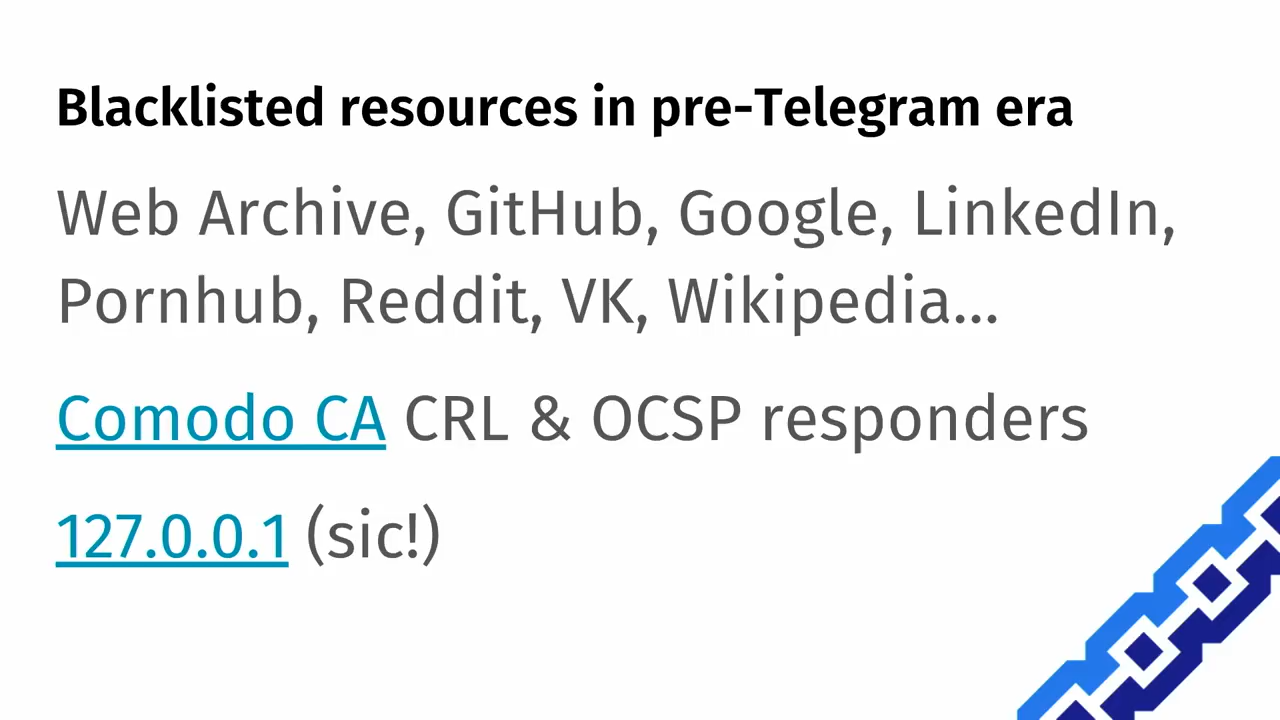 Blacklisted resources in pre-Telegram era
Web Archive, GitHub, Google, LinkedIn,
Pornhub, Reddit, VK, Wikipedia...
Comodo CA CRL & OCSP responders
127.0.0.1 (sic!)